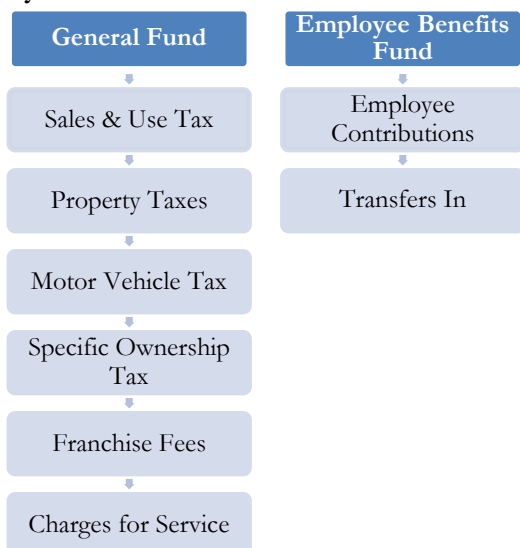 General Fund
Sales & Use Tax
Property Taxes
Motor Vehicle Tax
Specific Ownership
Tax
Franchise Fees
Charges for Service
Employee Benefits
Fund
Employee
Contributions
Transfers In